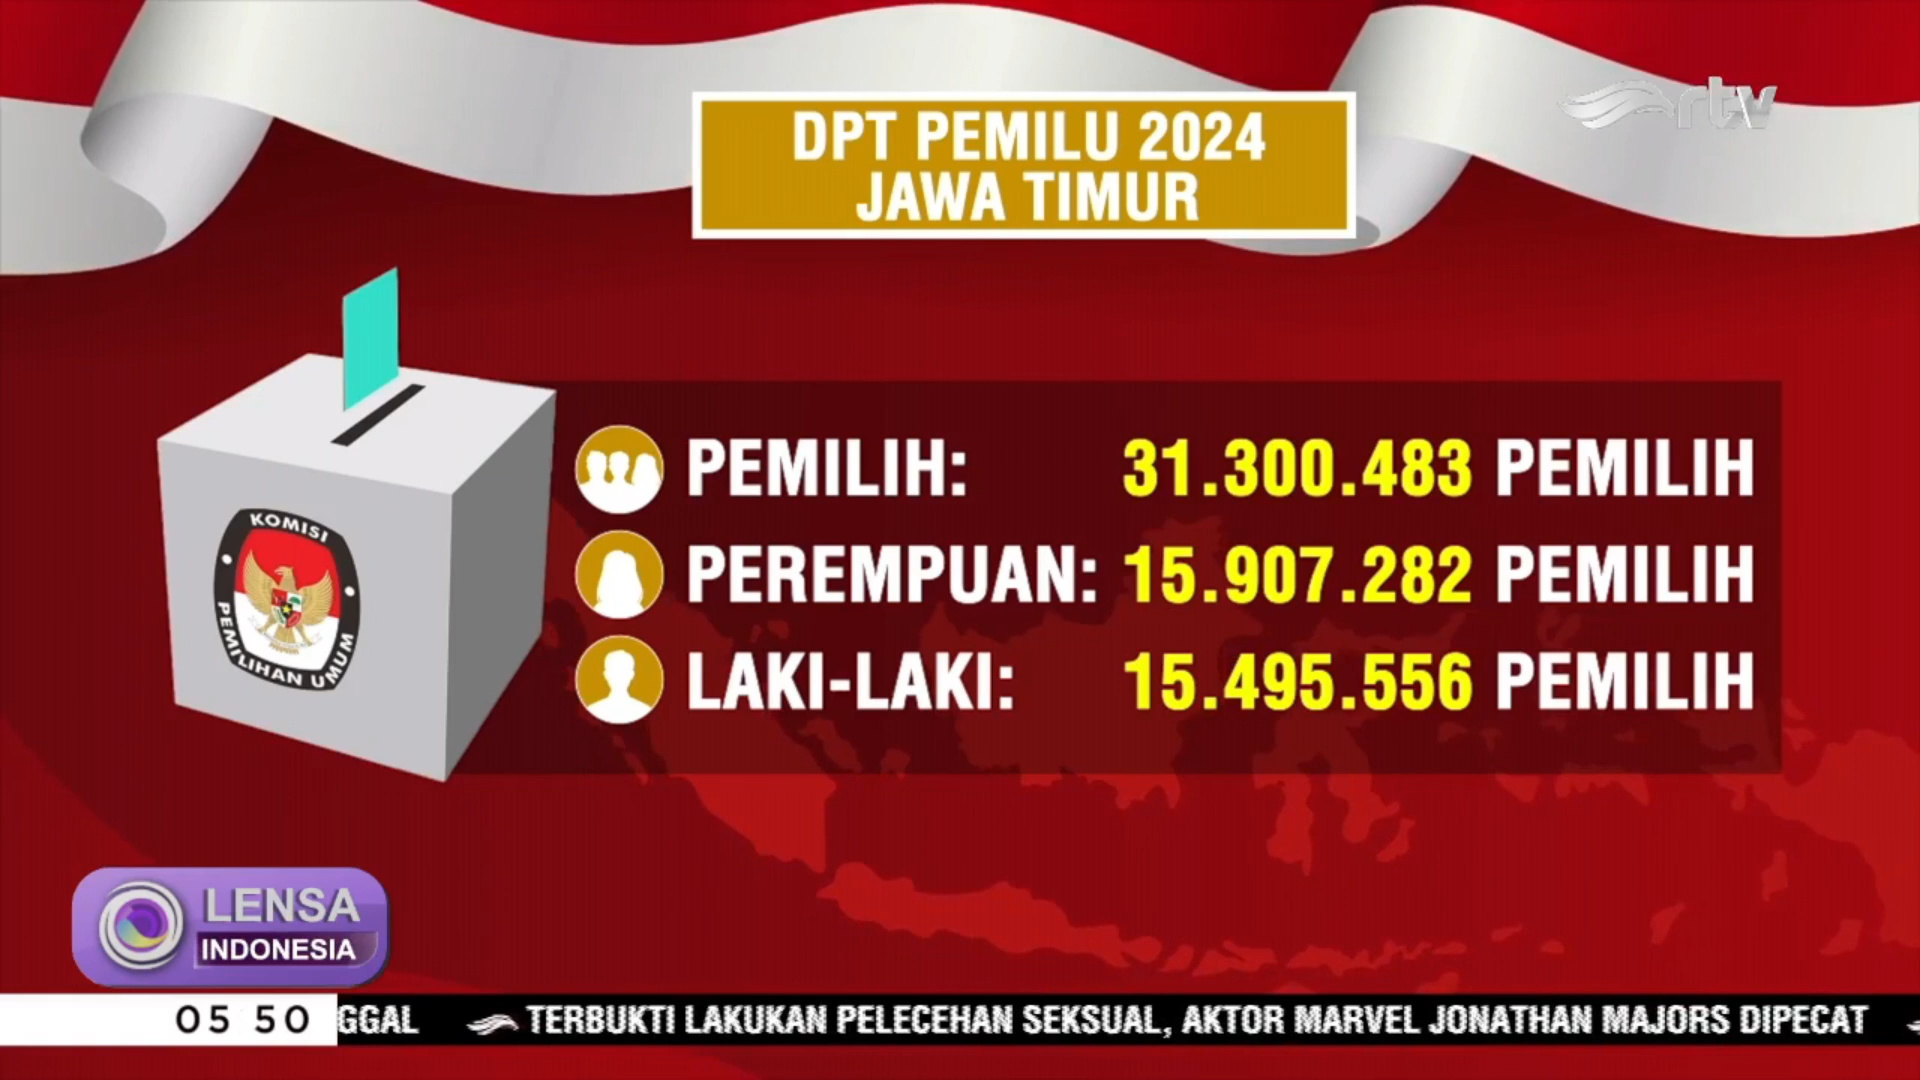 DPT PEMILU 2024
JAWA TIMUR
rtv
PEMILIH: 31.300.483 PEMILIH
PEREMPUAN: 15.907.282 PEMILIH
LAKI-LAKI: 15.495.556 PEMILIH
KOMISI
PEMILIHAN UMUM
LENSA
INDONESIA
05 50 GGAL TERBUKTI LAKUKAN PELECEHAN SEKSUAL, AKTOR MARVEL JONATHAN MAJORS DIPECAT